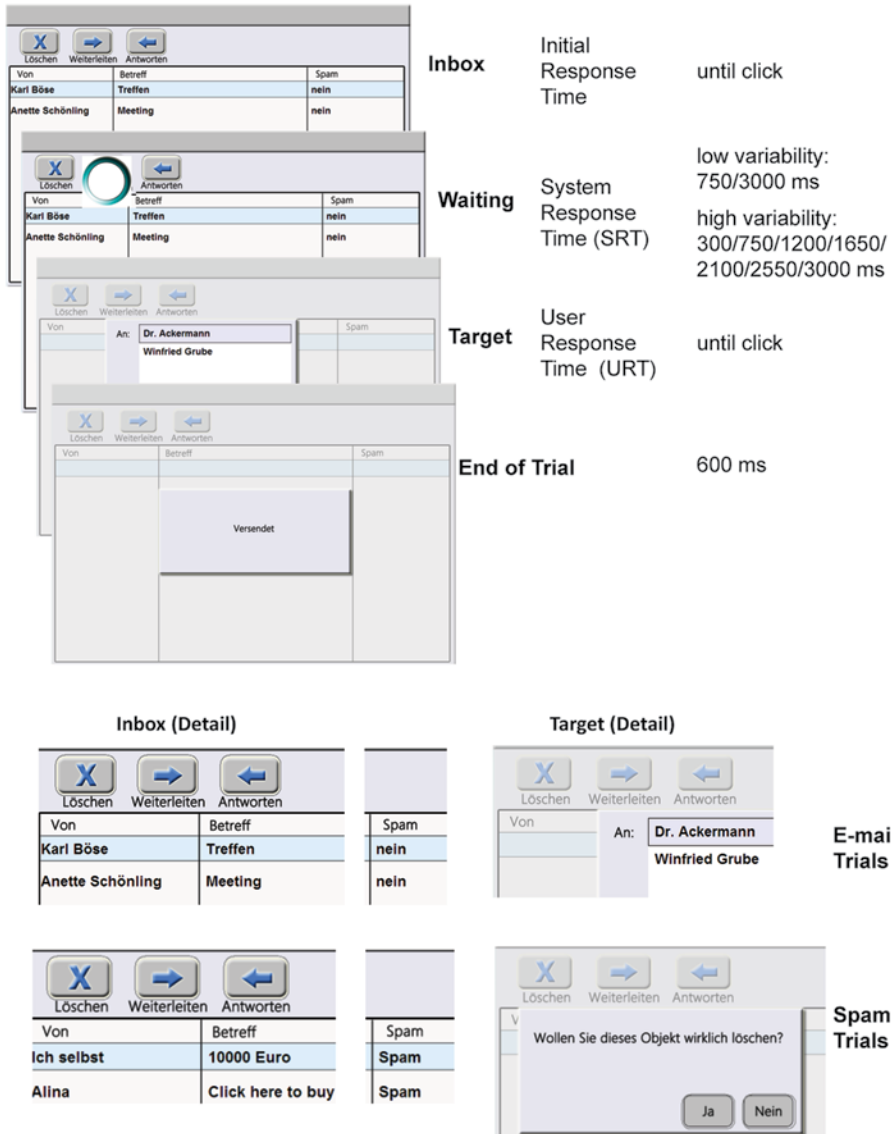 Löschen Weiterleiten Antworten
Von Betreff Spam
Karl Böse Treffen nein
Anette Schönling Meeting nein
Inbox
Initial
Response
Time
until click
Löschen Antworten
Von Betreff Spam
Karl Böse Treffen nein
Anette Schönling Meeting nein
Waiting
System
Response
Time (SRT)
low variability:
750/3000 ms
high variability:
300/750/1200/1650/
2100/2550/3000 ms
Löschen Weiterleiten Antworten
Von Spam
An: Dr. Ackermann
Winfried Grube
Target
User
Response
Time (URT)
until click
Löschen Weiterleiten Antworten
Von Betreff Spam
Versendet
End of Trial
600 ms
Inbox (Detail)
Target (Detail)
Löschen Weiterleiten Antworten
Von Betreff Spam
Karl Böse Treffen nein
Anette Schönling Meeting nein
Löschen Weiterleiten Antworten
Von
An: Dr. Ackermann
Winfried Grube
E-mai
Trials
Löschen Weiterleiten Antworten
Von Betreff Spam
Ich selbst 10000 Euro Spam
Alina Click here to buy Spam
Löschen Weiterleiten Antworten
V
Wollen Sie dieses Objekt wirklich löschen?
Ja Nein
Spam
Trials